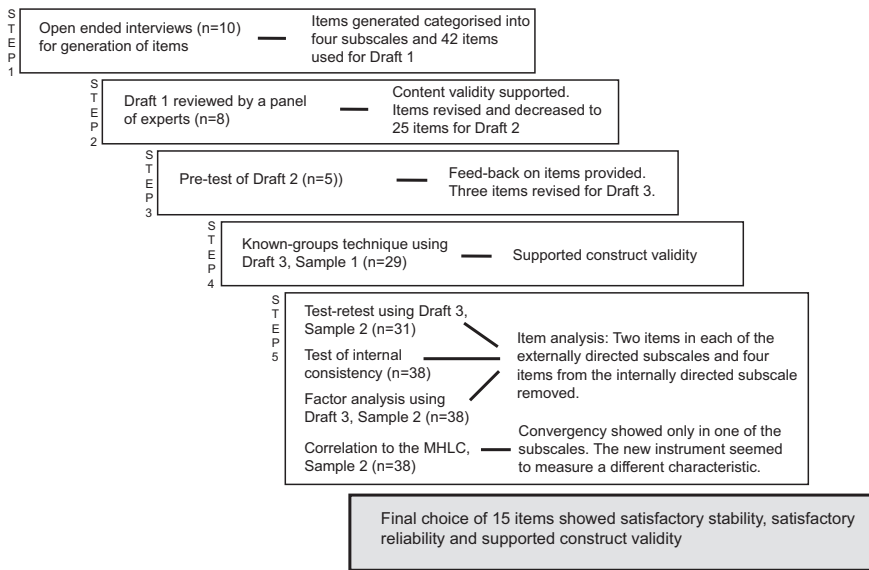 STEP1
Open ended interviews (n=10)
for generation of items
Items generated categorised into
four subscales and 42 items
used for Draft 1
STEP2
Draft 1 reviewed by a panel
of experts (n=8)
Content validity supported.
Items revised and decreased to
25 items for Draft 2
STEP3
Pre-test of Draft 2 (n=5))
Feed-back on items provided.
Three items revised for Draft 3.
STEP4
Known-groups technique using
Draft 3, Sample 1 (n=29)
Supported construct validity
STEP5
Test-retest using Draft 3,
Sample 2 (n=31)
Test of internal
consistency (n=38)
Factor analysis using
Draft 3, Sample 2 (n=38)
Item analysis: Two items in each of the
externally directed subscales and four
items from the internally directed subscale
removed.
Correlation to the MHLC,
Sample 2 (n=38)
Convergency showed only in one of the
subscales. The new instrument seemed
to measure a different characteristic.
Final choice of 15 items showed satisfactory stability, satisfactory
reliability and supported construct validity